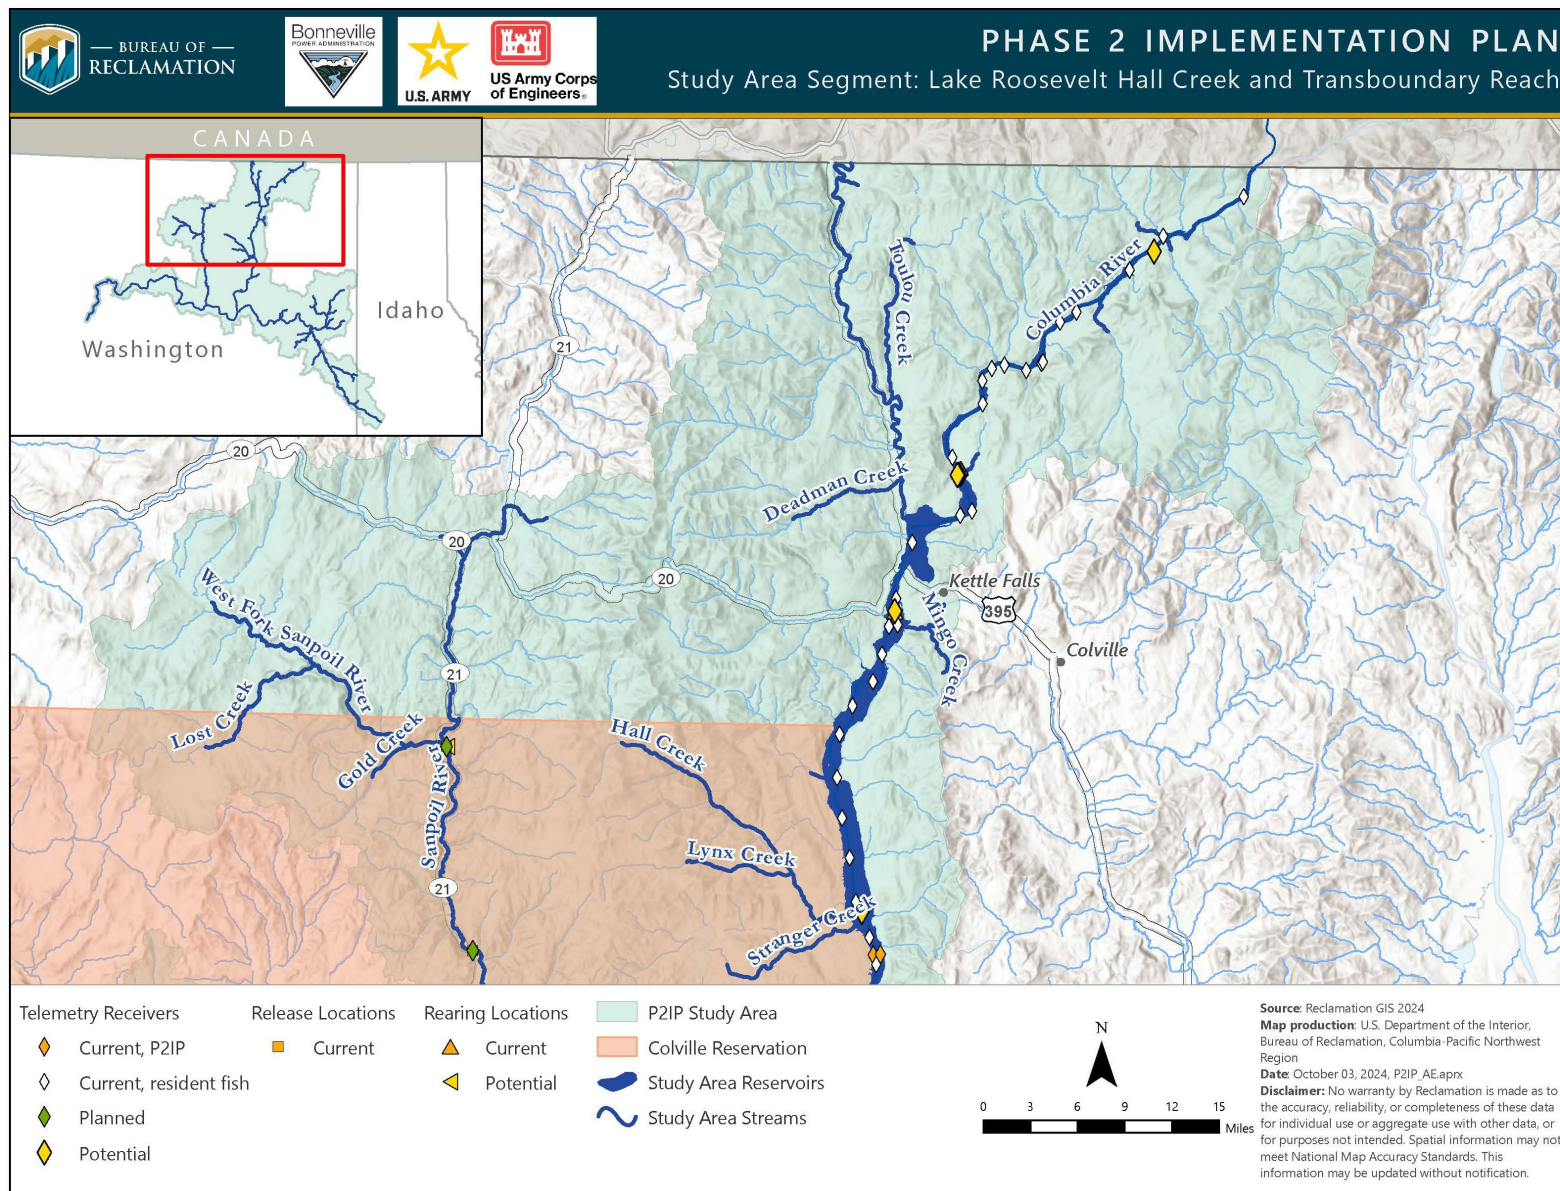 BUREAU OF
RECLAMATION
Bonneville
POWER ADMINISTRATION
U.S. ARMY
US Army Corps
of Engineers®
PHASE 2 IMPLEMENTATION PLAN
Study Area Segment: Lake Roosevelt Hall Creek and Transboundary Reach
CANADA
Washington
Idaho
21
20
Toulou Creek
Columbia River
Deadman Creek
20
20
Kettle Falls
395
Mingo Creek
Colville
West Fork Sanpoil River
21
Lost Creek
Gold Creek
Sanpoil River
Hall Creek
Lynx Creek
21
Stranger Creek
Telemetry Receivers
Current, P2IP
Current, resident fish
Planned
Potential
Release Locations
Current
Rearing Locations
Current
Potential
P2IP Study Area
Colville Reservation
Study Area Reservoirs
Study Area Streams
N
0 3 6 9 12 15
Miles
Source: Reclamation GIS 2024
Map production: U.S. Department of the Interior,
Bureau of Reclamation, Columbia-Pacific Northwest
Region
Date: October 03, 2024, P2IP_AE.aprx
Disclaimer: No warranty by Reclamation is made as to
the accuracy, reliability, or completeness of these data
for individual use or aggregate use with other data, or
for purposes not intended. Spatial information may not
meet National Map Accuracy Standards. This
information may be updated without notification.